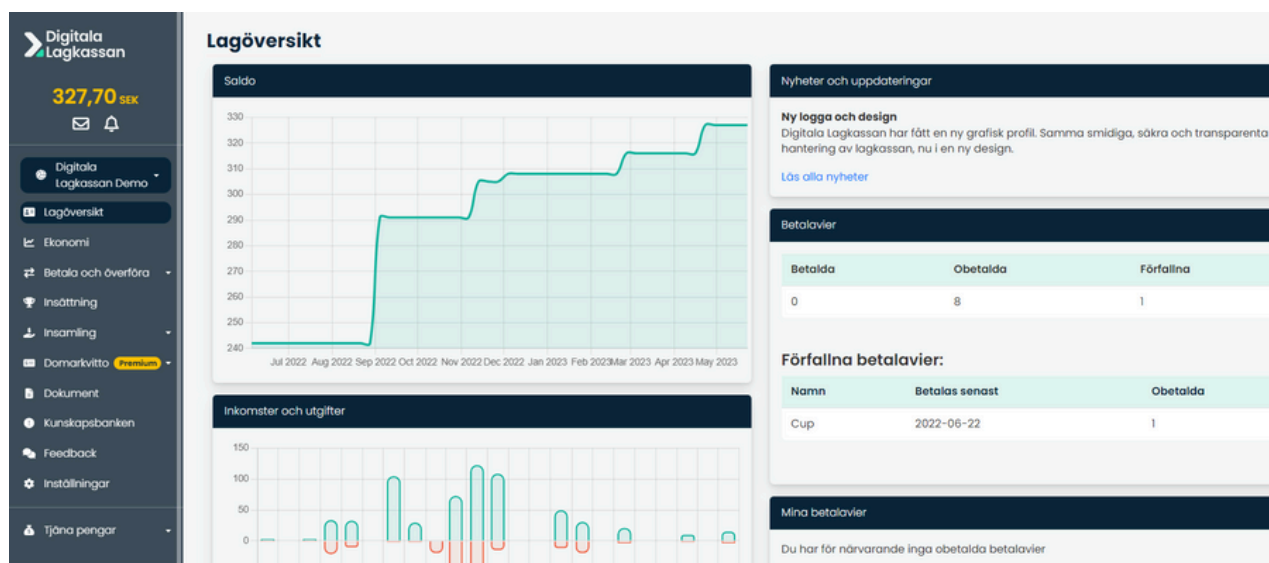 Digitala
Lagkassan
327,70 SEK
Digitala
Lagkassan Demo
Lagöversikt
Ekonomi
Betala och överföra
Insättning
Insamling
Domarkvitto Premium
Dokument
Kunskapsbanken
Feedback
Inställningar
Tjäna pengar
Lagöversikt
Saldo
330
320
310
300
290
280
270
260
250
240
Jul 2022 Aug 2022 Sep 2022 Oct 2022 Nov 2022 Dec 2022 Jan 2023 Feb 2023 Mar 2023 Apr 2023 May 2023
Inkomster och utgifter
150
100
50
0
Nyheter och uppdateringar
Ny logga och design
Digitala Lagkassan har fått en ny grafisk profil. Samma smidiga, säkra och transparenta
hantering av lagkassan, nu i en ny design.
Läs alla nyheter
Betalavier
Betalda Obetalda Förfallna
0 8 1
Förfallna betalavier:
Namn Betalas senast Obetalda
Cup 2022-06-22 1
Mina betalavier
Du har för närvarande inga obetalda betalavier